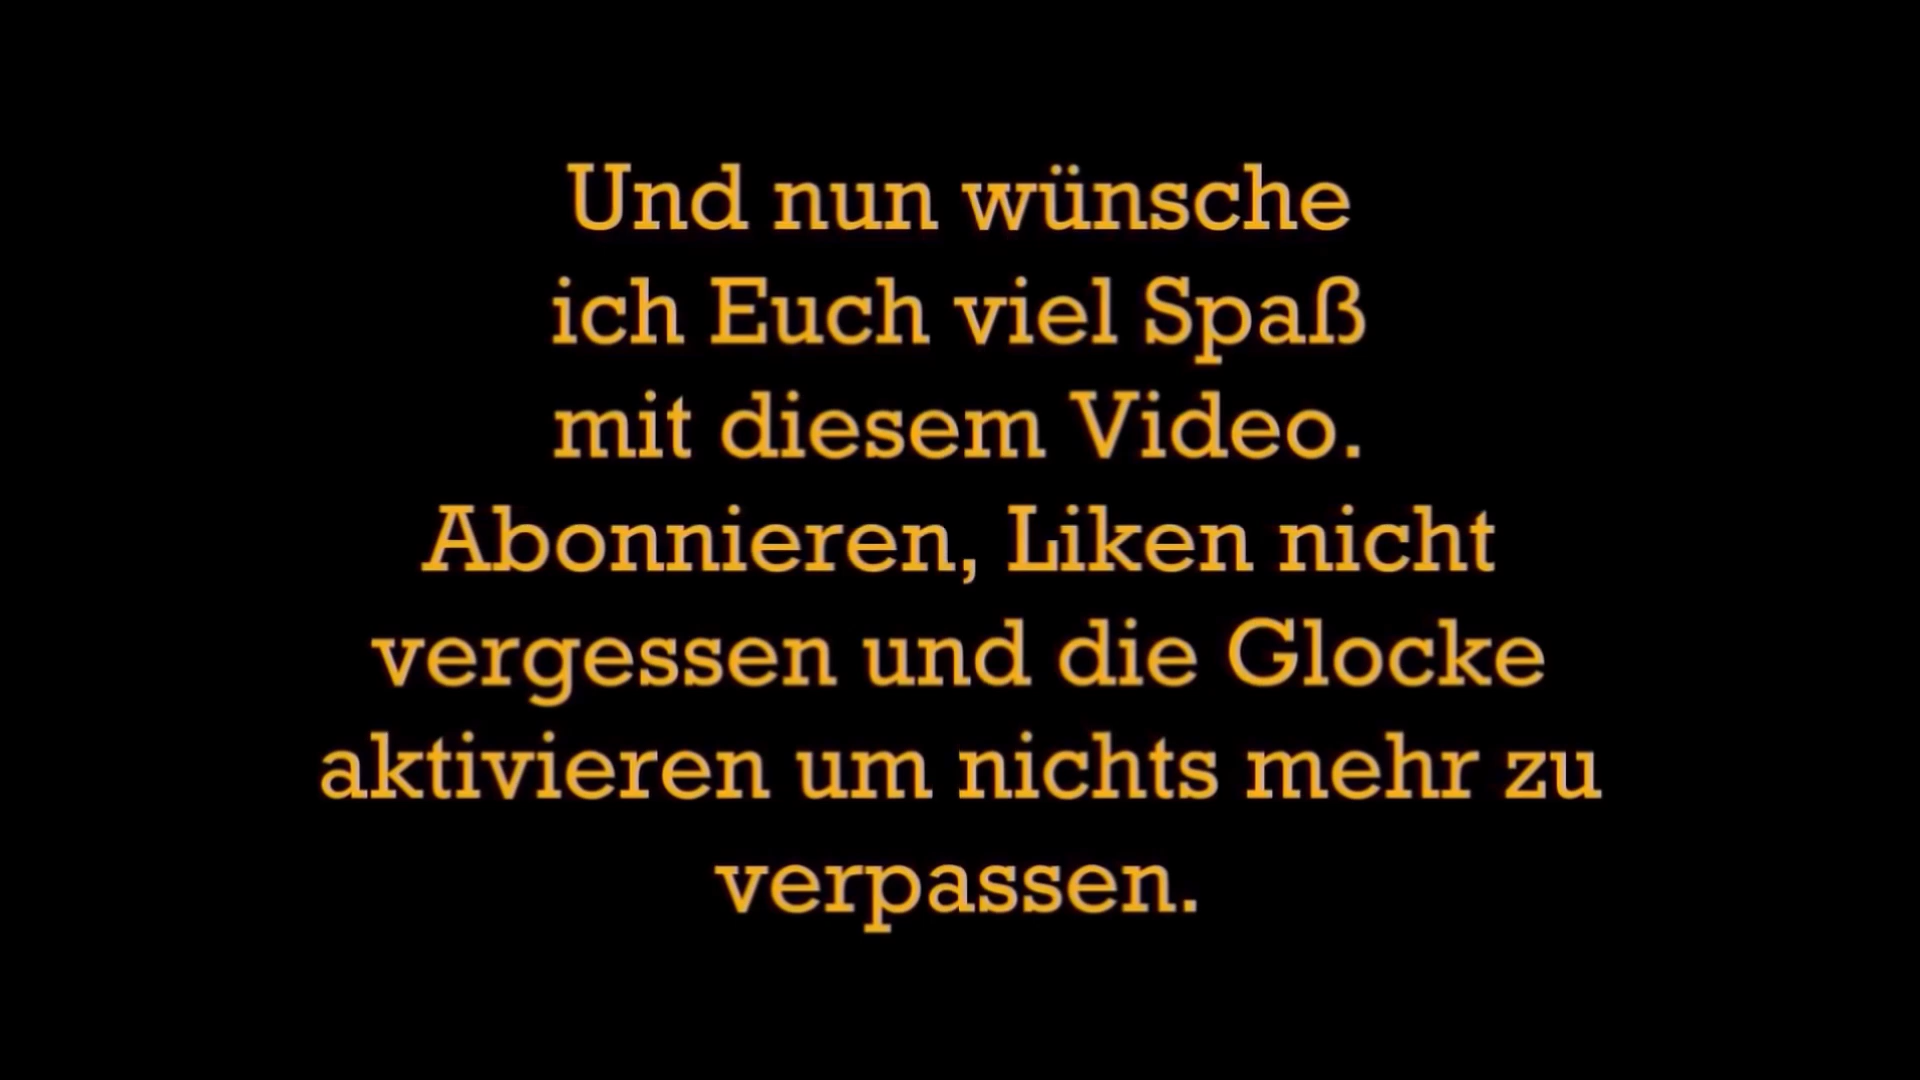 Und nun wünsche
ich Euch viel Spaß
mit diesem Video.
Abonnieren, Liken nicht
vergessen und die Glocke
aktivieren um nichts mehr zu
verpassen.